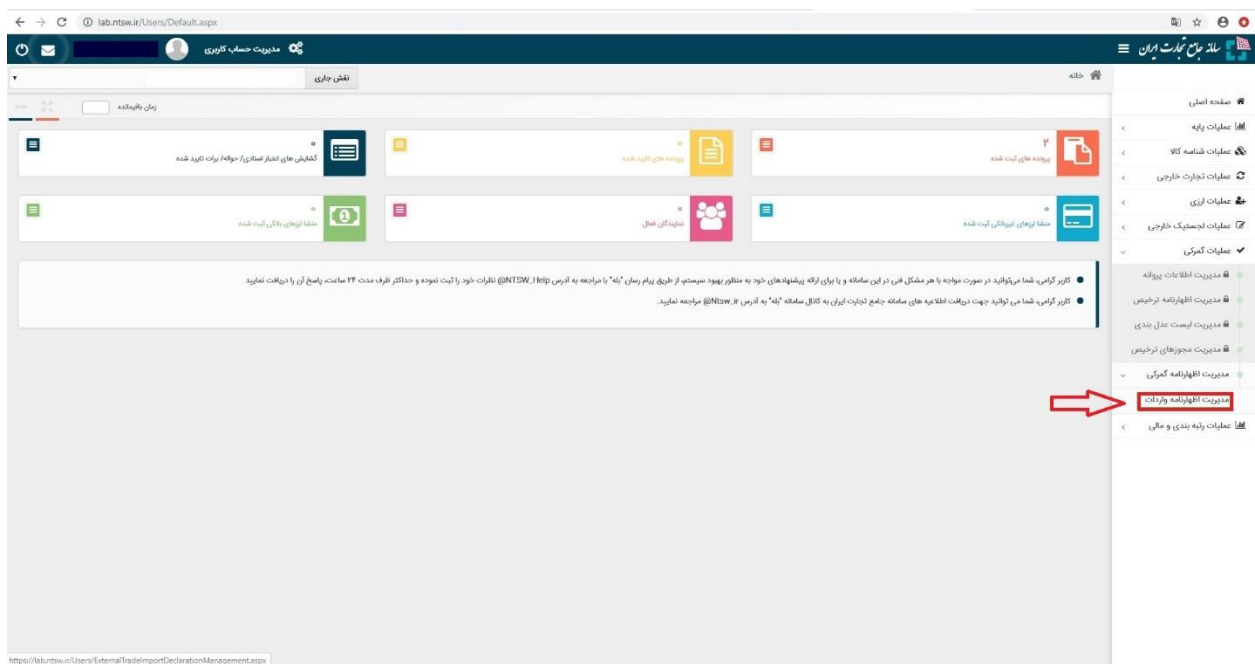 lab.ntsw.ir/Users/Default.aspx
سامانه جامع تجارت ایران
مدیریت حساب کاربری
خانه
نقش جاری
زمان باقیمانده
صفحه اصلی
عملیات پایه
عملیات شناسه کالا
عملیات تجارت خارجی
عملیات ارزی
عملیات لجستیک خارجی
عملیات گمرکی
مدیریت اطلاعات پروانه
مدیریت اظهارنامه ترخیص
مدیریت لیست عدل بندی
مدیریت مجوزهای ترخیص
مدیریت اظهارنامه گمرکی
مدیریت اظهارنامه واردات
عملیات رتبه بندی و مالی
۲
پرونده های ثبت شده
۰
پرونده های تایید شده
۰
گشایش های اعتبار اسنادی/ حواله/ برات تایید شده
۰
منشا ارزهای غیربانکی ثبت شده
۰
نمایندگان فعال
۰
منشا ارزهای بانکی ثبت شده
کاربر گرامی، شما می‌توانید در صورت مواجه با هر مشکل فنی در این سامانه و یا برای ارائه پیشنهادهای خود به منظور بهبود سیستم، از طریق پیام رسان "بله" با مراجعه به آدرس NTSW_Help@ نظرات خود را ثبت نموده و حداکثر ظرف مدت ۲۴ ساعت، پاسخ آن را دریافت نمایید
کاربر گرامی، شما می توانید جهت دریافت اطلاعیه های سامانه جامع تجارت ایران به کانال سامانه "بله" به آدرس Ntsw_ir@ مراجعه نمایید.
https://lab.ntsw.ir/Users/ExternalTradeImportDeclarationManagement.aspx